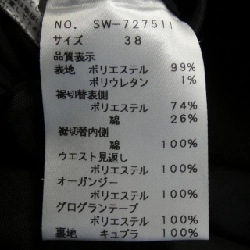 NO. SW-727511
サイズ 38
品質表示
表地 ポリエステル 99%
ポリウレタン 1%
裾切替表側
ポリエステル 74%
綿 26%
裾切替内側
綿 100%
ウエスト見返し
ポリエステル 100%
オーガンジー
ポリエステル 100%
グログランテープ
ポリエステル 100%
裏地 キュプラ 100%